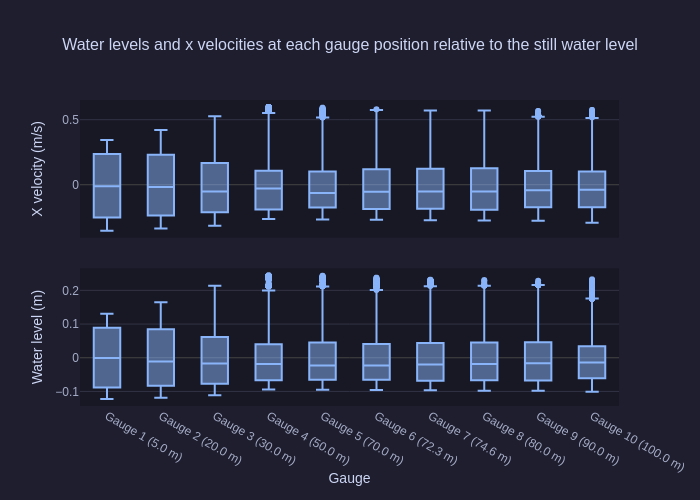 Water levels and x velocities at each gauge position relative to the still water level
X velocity (m/s)
0.5
0
Water level (m)
0.2
0.1
0
−0.1
Gauge 1 (5.0 m)
Gauge 2 (20.0 m)
Gauge 3 (30.0 m)
Gauge 4 (50.0 m)
Gauge 5 (70.0 m)
Gauge 6 (72.3 m)
Gauge 7 (74.6 m)
Gauge 8 (80.0 m)
Gauge 9 (90.0 m)
Gauge 10 (100.0 m)
Gauge